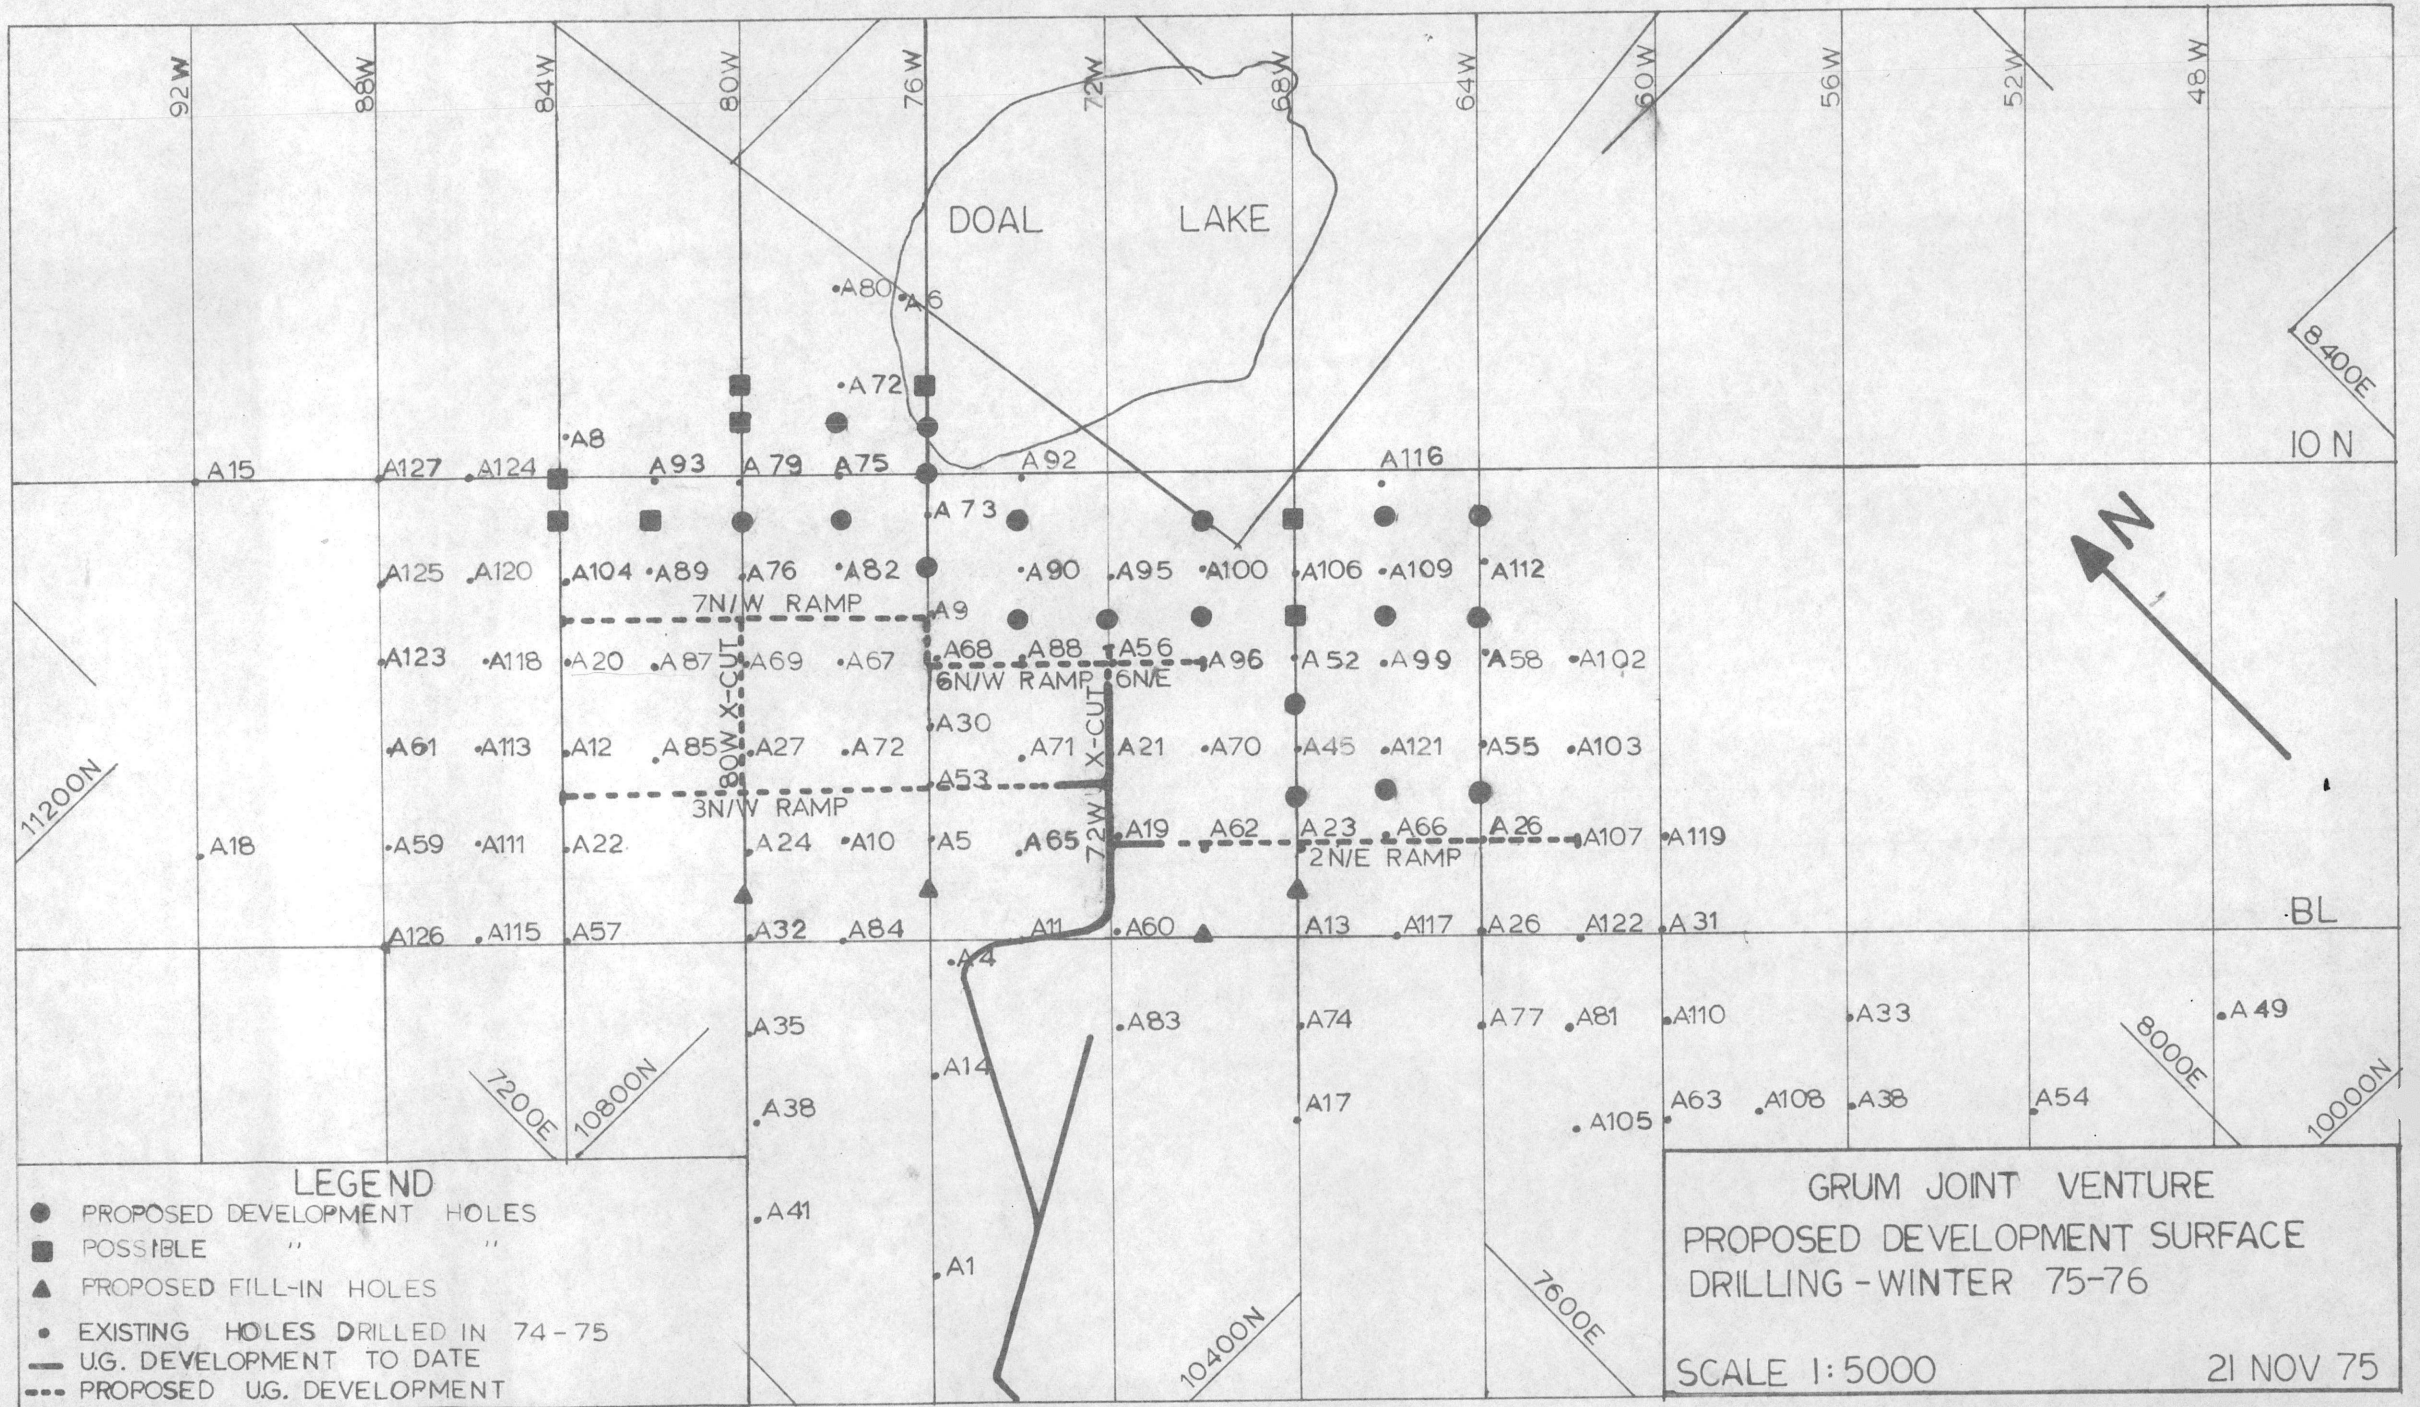 92W 88W 84W 80W 76W 72W 68W 64W 60W 56W 52W 48W
DOAL LAKE
A80 A6
8400E
A72
A8
10 N
A15 A127 A124 A93 A79 A75 A92 A116
A73
N
A125 A120 A104 A89 A76 A82 A90 A95 A100 A106 A109 A112
7N/W RAMP A9
A123 A118 A20 A87 A69 A67 A68 A88 A56 A96 A52 A99 A58 A102
6N/W RAMP 6N/E
80W X-CUT
72W X-CUT
A30
A61 A113 A12 A85 A27 A72 A71 A21 A70 A45 A121 A55 A103
11200N
A53
3N/W RAMP
A18 A59 A111 A22 A24 A10 A5 A65 A19 A62 A23 A66 A26 A107 A119
2N/E RAMP
BL
A126 A115 A57 A32 A84 A11 A60 A13 A117 A26 A122 A31
A4
A35 A83 A74 A77 A81 A110 A33 A49
A14
7200E 10800N 8000E 10000N
A38 A17 A105 A63 A108 A38 A54
A41
A1
10400N 7600E
LEGEND
PROPOSED DEVELOPMENT HOLES
POSSIBLE " "
PROPOSED FILL-IN HOLES
EXISTING HOLES DRILLED IN 74-75
U.G. DEVELOPMENT TO DATE
PROPOSED U.G. DEVELOPMENT
GRUM JOINT VENTURE
PROPOSED DEVELOPMENT SURFACE
DRILLING - WINTER 75-76
SCALE 1:5000 21 NOV 75